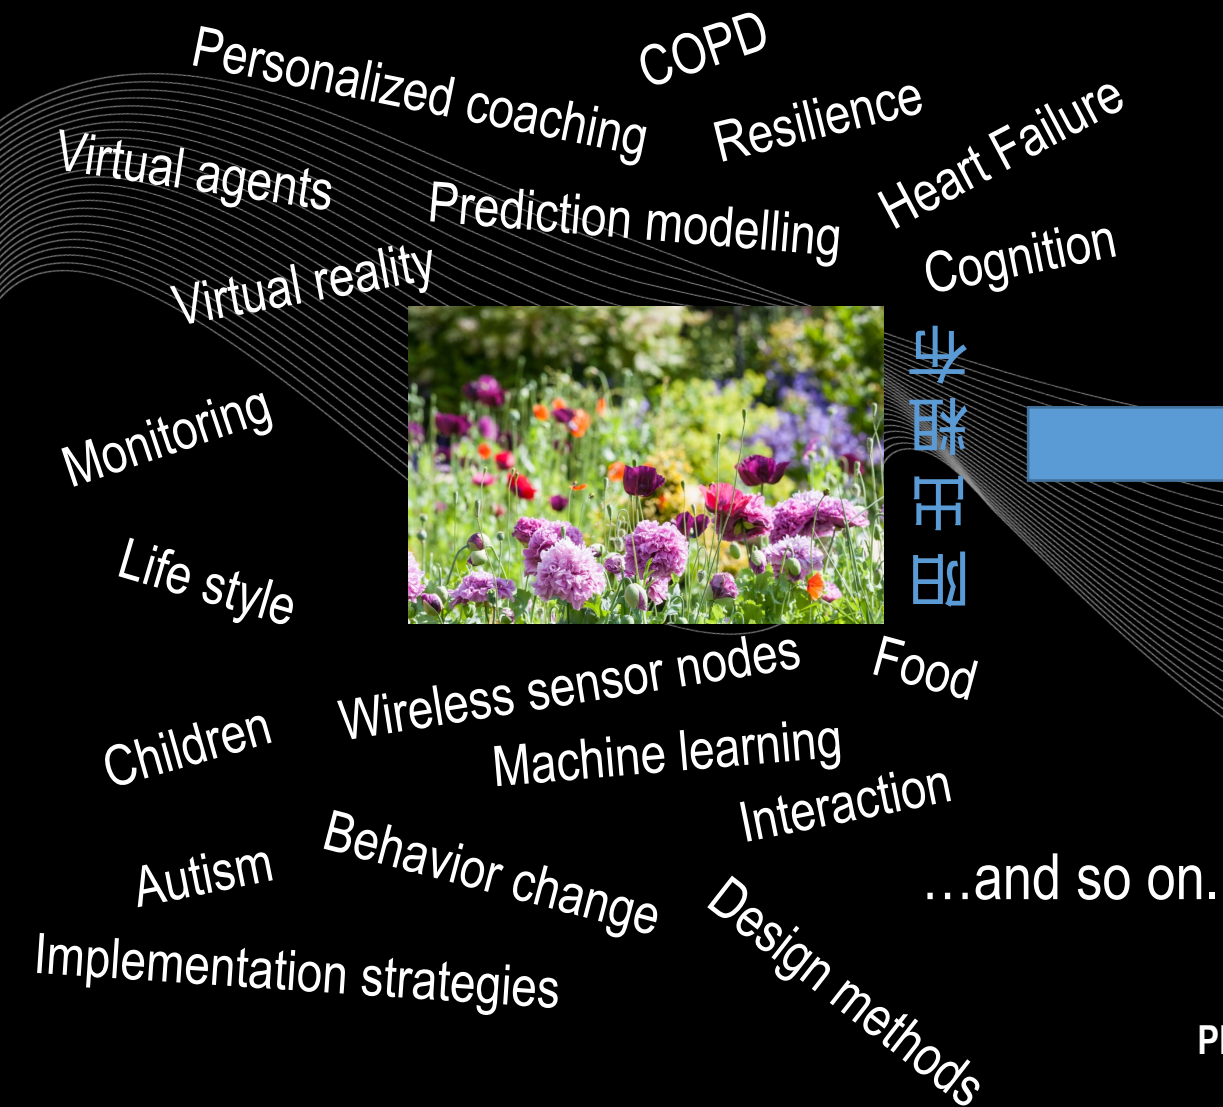 Personalized coaching
COPD
Resilience
Heart Failure
Virtual agents
Prediction modelling
Cognition
Virtual reality
Monitoring
Life style
Wireless sensor nodes
Food
Children
Machine learning
Interaction
Behavior change
Autism
…and so on.
Design methods
Implementation strategies